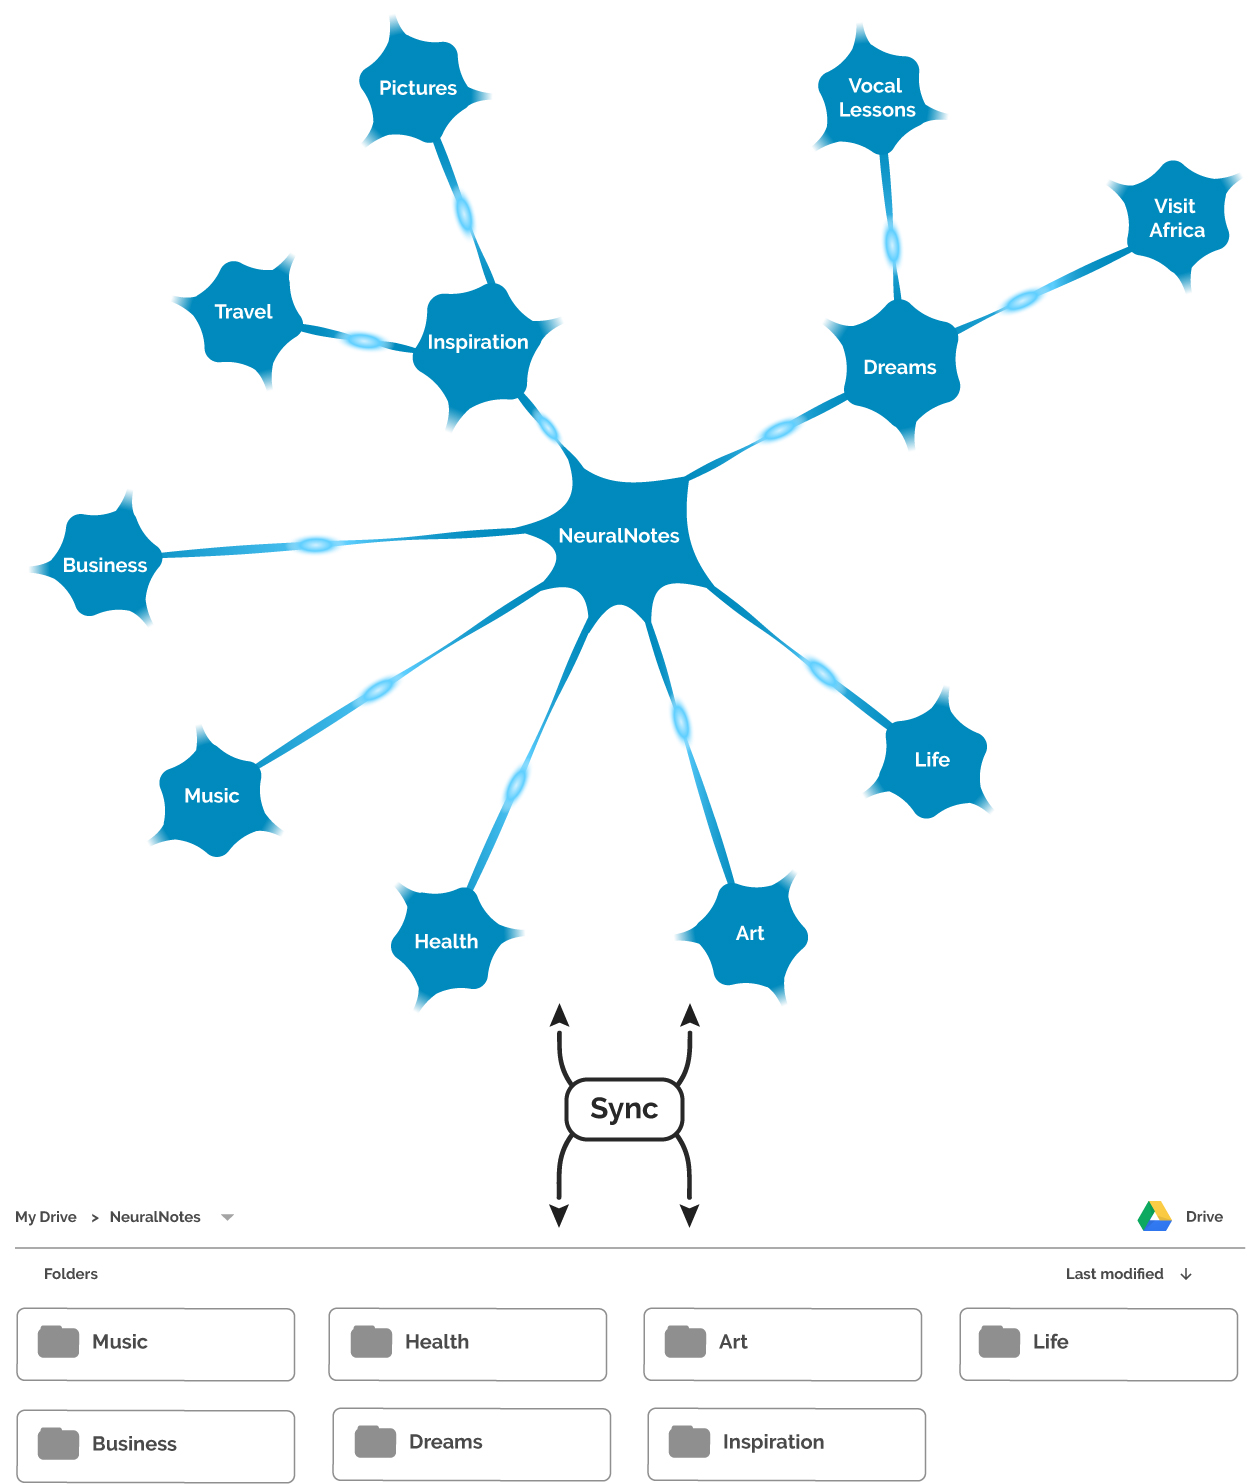 Pictures
Vocal
Lessons
Visit
Africa
Travel
Inspiration
Dreams
NeuralNotes
Business
Life
Music
Health
Art
Sync
My Drive > NeuralNotes
Drive
Folders
Last modified ↓
Music
Health
Art
Life
Business
Dreams
Inspiration